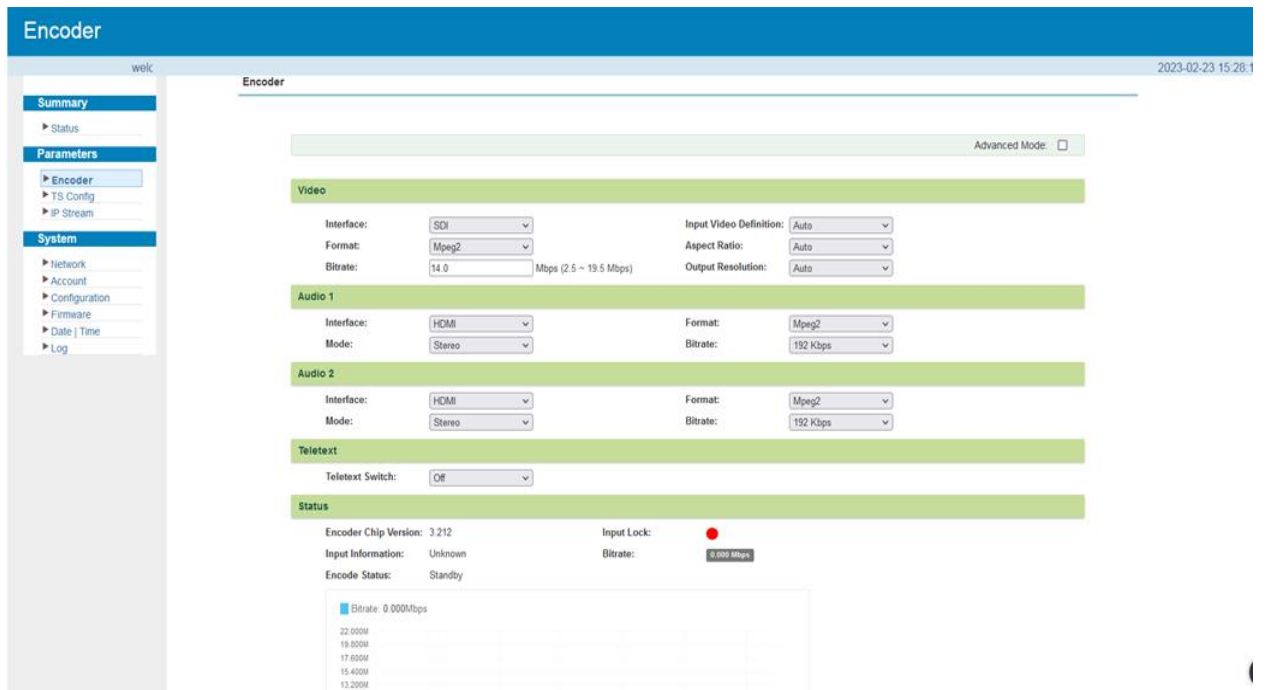 Encoder
welc
2023-02-23 15:28:1
Encoder
Summary
Status
Parameters
Encoder
TS Config
IP Stream
System
Network
Account
Configuration
Firmware
Date | Time
Log
Advanced Mode:
Video
Interface: SDI Input Video Definition: Auto
Format: Mpeg2 Aspect Ratio: Auto
Bitrate: 14.0 Mbps (2.5 ~ 19.5 Mbps) Output Resolution: Auto
Audio 1
Interface: HDMI Format: Mpeg2
Mode: Stereo Bitrate: 192 Kbps
Audio 2
Interface: HDMI Format: Mpeg2
Mode: Stereo Bitrate: 192 Kbps
Teletext
Teletext Switch: Off
Status
Encoder Chip Version: 3.212 Input Lock:
Input Information: Unknown Bitrate: 0.000 Mbps
Encode Status: Standby
Bitrate: 0.000Mbps
22.000M
19.800M
17.600M
15.400M
13.200M